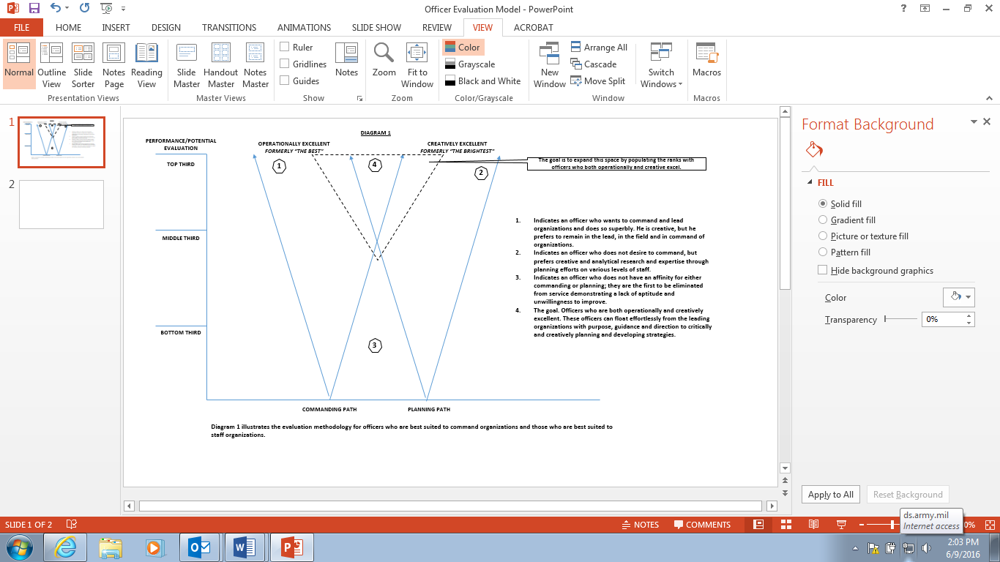 Officer Evaluation Model - PowerPoint
FILE HOME INSERT DESIGN TRANSITIONS ANIMATIONS SLIDE SHOW REVIEW VIEW ACROBAT
Normal
Outline View
Slide Sorter
Notes Page
Reading View
Presentation Views
Slide Master
Handout Master
Notes Master
Master Views
Ruler
Gridlines
Guides
Notes
Show
Zoom
Fit to Window
Zoom
Color
Grayscale
Black and White
Color/Grayscale
New Window
Arrange All
Cascade
Move Split
Switch Windows
Window
Macros
Macros
1
2
DIAGRAM 1
PERFORMANCE/POTENTIAL
EVALUATION
OPERATIONALLY EXCELLENT
FORMERLY “THE BEST”
CREATIVELY EXCELLENT
FORMERLY “THE BRIGHTEST”
TOP THIRD
1
4
2
The goal is to expand this space by populating the ranks with
officers who both operationally and creative excel.
MIDDLE THIRD
BOTTOM THIRD
3
1. Indicates an officer who wants to command and lead
organizations and does so superbly. He is creative, but he
prefers to remain in the lead, in the field and in command of
organizations.
2. Indicates an officer who does not desire to command, but
prefers creative and analytical research and expertise through
planning efforts on various levels of staff.
3. Indicates an officer who does not have an affinity for either
commanding or planning; they are the first to be eliminated
from service demonstrating a lack of aptitude and
unwillingness to improve.
4. The goal. Officers who are both operationally and creatively
excellent. These officers can float effortlessly from the leading
organizations with purpose, guidance and direction to critically
and creatively planning and developing strategies.
COMMANDING PATH
PLANNING PATH
Diagram 1 illustrates the evaluation methodology for officers who are best suited to command organizations and those who are best suited to
staff organizations.
Format Background
FILL
Solid fill
Gradient fill
Picture or texture fill
Pattern fill
Hide background graphics
Color
Transparency 0%
Apply to All
Reset Background
SLIDE 1 OF 2
NOTES
COMMENTS
0%
ds.army.mil
Internet access
2:03 PM
6/9/2016